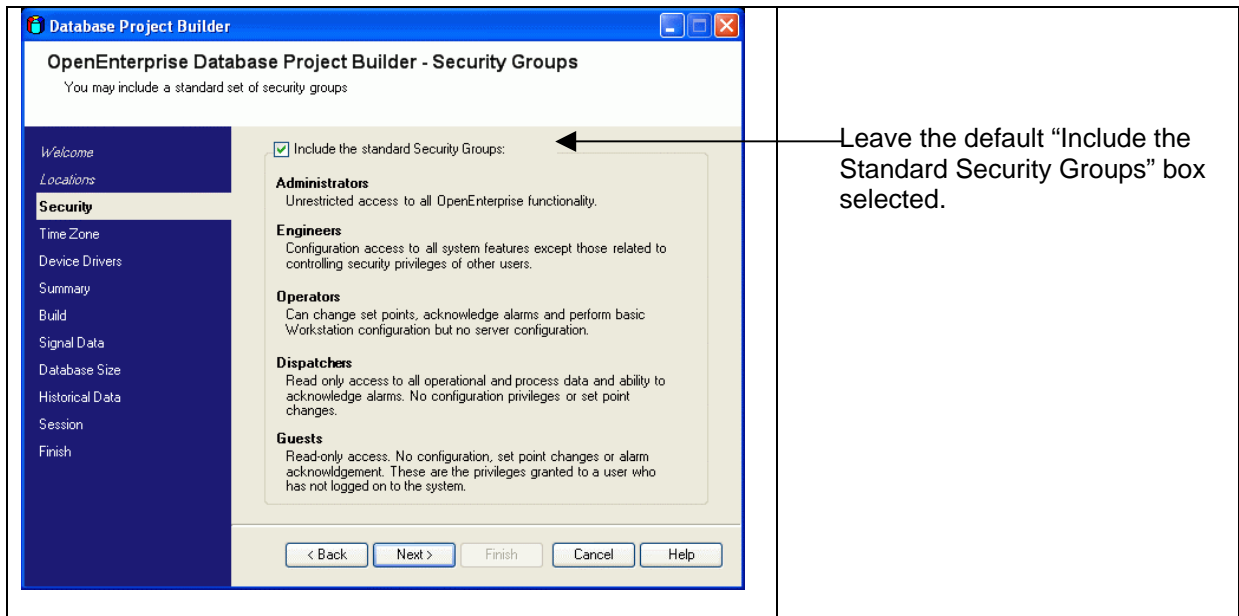 Database Project Builder
OpenEnterprise Database Project Builder - Security Groups
You may include a standard set of security groups
Welcome
Locations
Security
Time Zone
Device Drivers
Summary
Build
Signal Data
Database Size
Historical Data
Session
Finish
Include the standard Security Groups:
Administrators
Unrestricted access to all OpenEnterprise functionality.
Engineers
Configuration access to all system features except those related to
controlling security privileges of other users.
Operators
Can change set points, acknowledge alarms and perform basic
Workstation configuration but no server configuration.
Dispatchers
Read only access to all operational and process data and ability to
acknowledge alarms. No configuration privileges or set point
changes.
Guests
Read-only access. No configuration, set point changes or alarm
acknowldgement. These are the privileges granted to a user who
has not logged on to the system.
< Back
Next >
Finish
Cancel
Help
Leave the default “Include the
Standard Security Groups” box
selected.